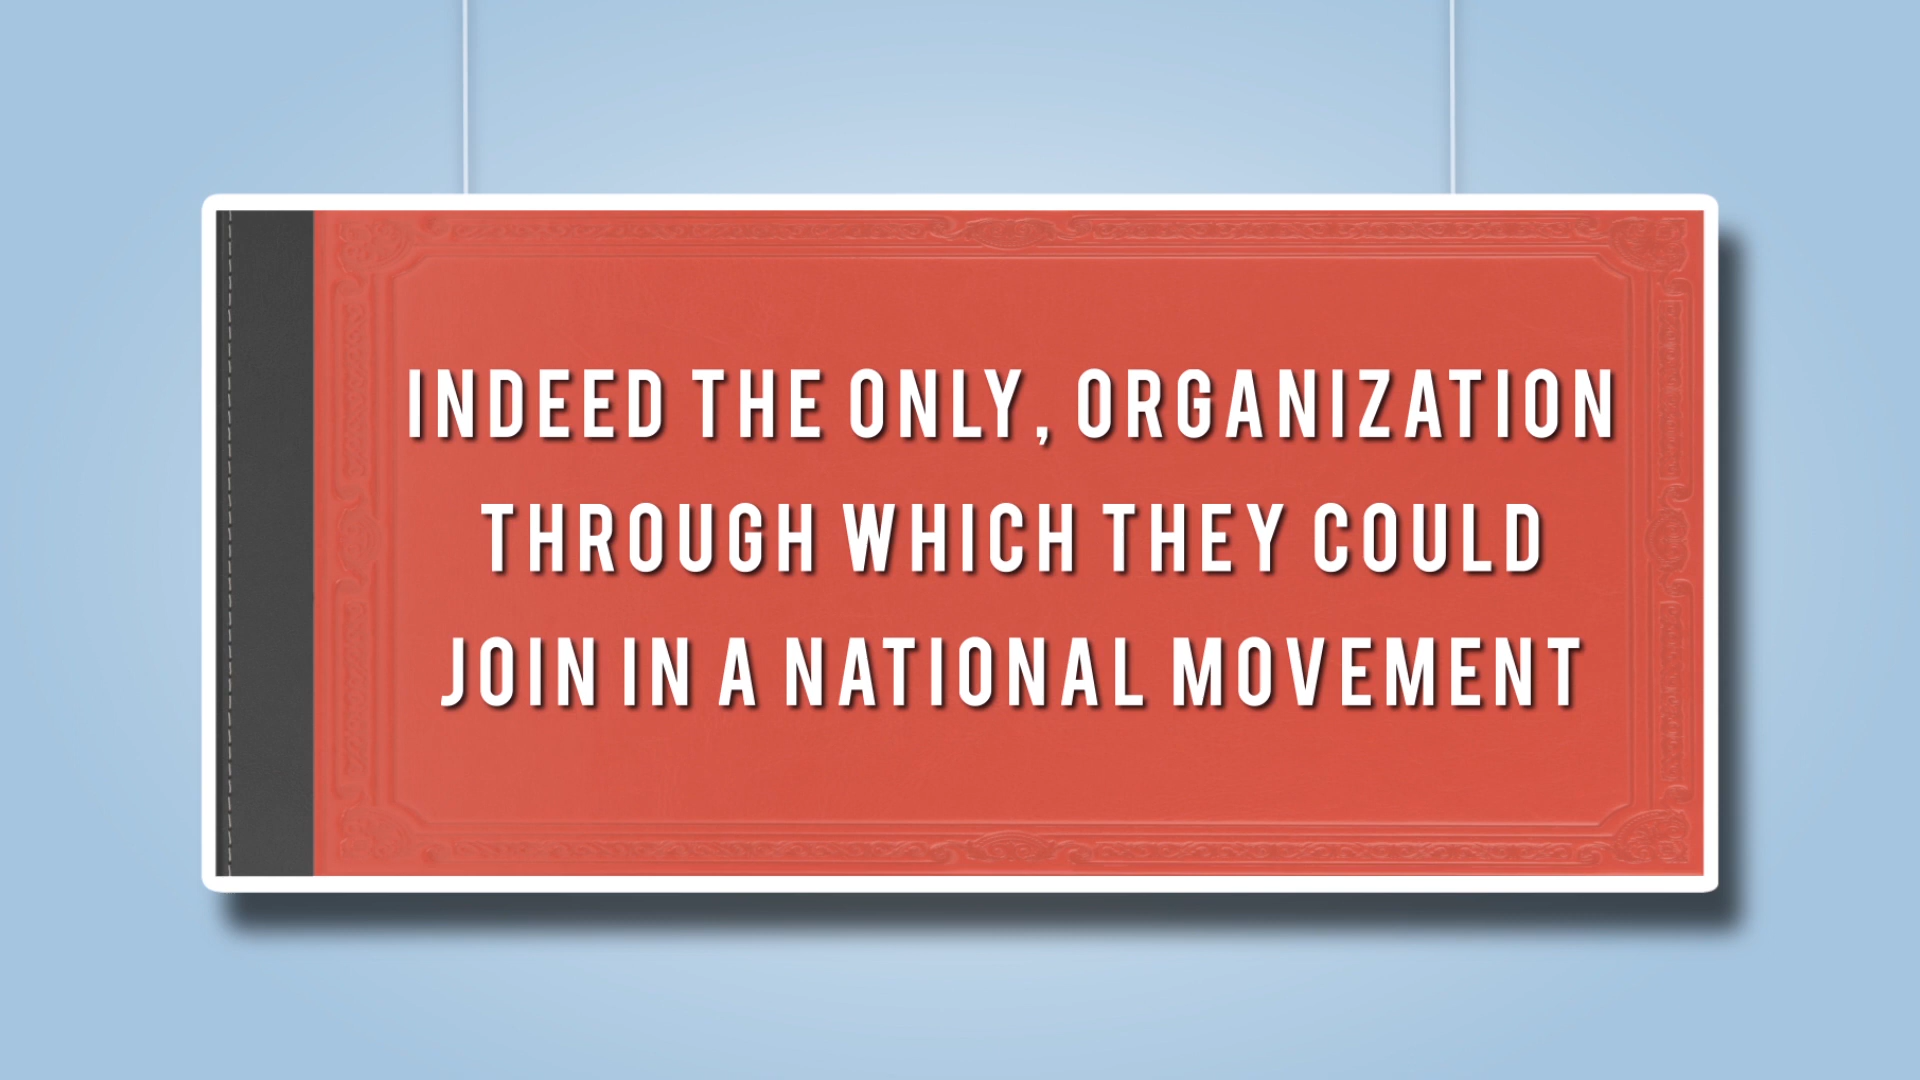 INDEED THE ONLY, ORGANIZATION
THROUGH WHICH THEY COULD
JOIN IN A NATIONAL MOVEMENT